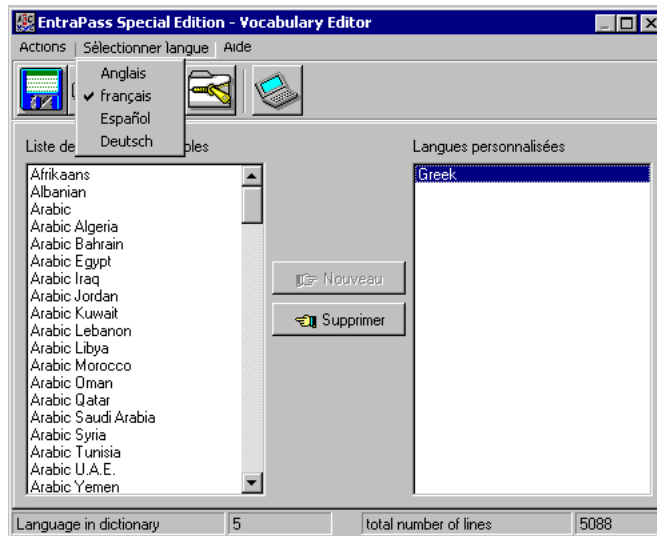 EntraPass Special Edition - Vocabulary Editor
Actions Sélectionner langue Aide
Anglais
français
Español
Deutsch
Liste de
bles
Langues personnalisées
Afrikaans
Albanian
Arabic
Arabic Algeria
Arabic Bahrain
Arabic Egypt
Arabic Iraq
Arabic Jordan
Arabic Kuwait
Arabic Lebanon
Arabic Libya
Arabic Morocco
Arabic Oman
Arabic Qatar
Arabic Saudi Arabia
Arabic Syria
Arabic Tunisia
Arabic U.A.E.
Arabic Yemen
Greek
Nouveau
Supprimer
Language in dictionary 5 total number of lines 5088